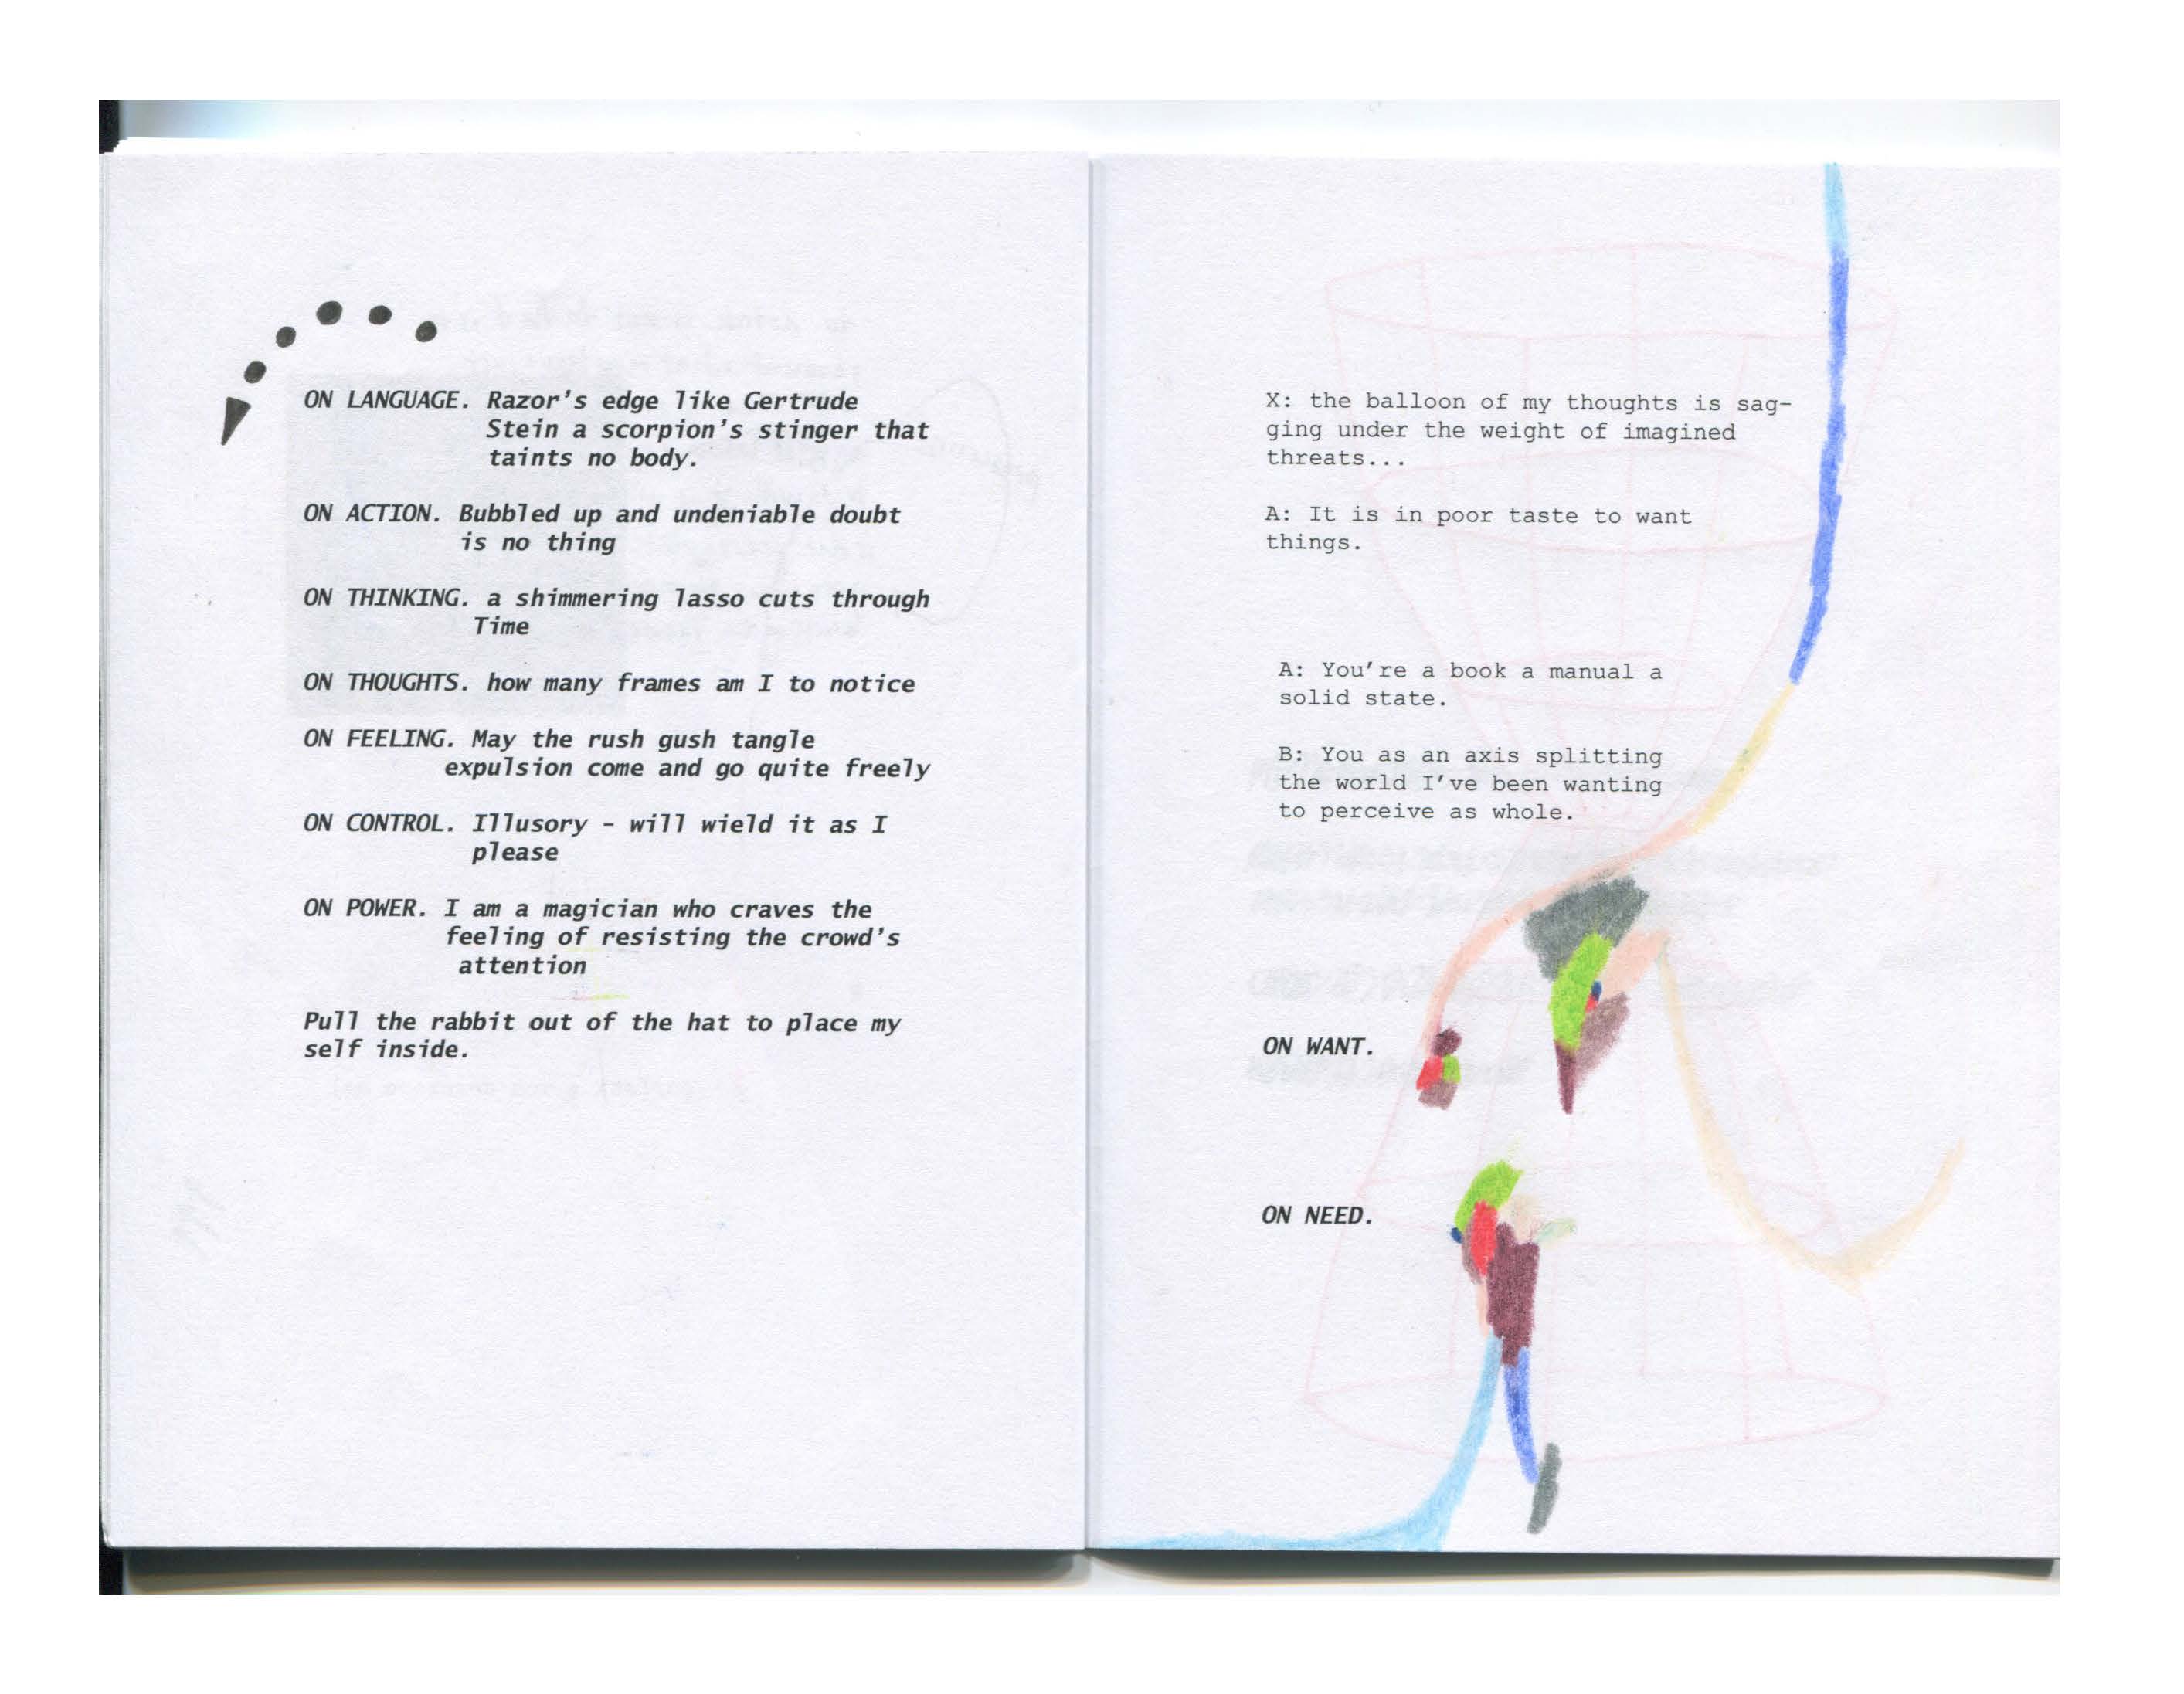 ON LANGUAGE. Razor's edge like Gertrude
Stein a scorpion's stinger that
taints no body.
ON ACTION. Bubbled up and undeniable doubt
is no thing
ON THINKING. a shimmering lasso cuts through
Time
ON THOUGHTS. how many frames am I to notice
ON FEELING. May the rush gush tangle
expulsion come and go quite freely
ON CONTROL. Illusory - will wield it as I
please
ON POWER. I am a magician who craves the
feeling of resisting the crowd's
attention
Pull the rabbit out of the hat to place my
self inside.
X: the balloon of my thoughts is sag-
ging under the weight of imagined
threats...
A: It is in poor taste to want
things.
A: You're a book a manual a
solid state.
B: You as an axis splitting
the world I've been wanting
to perceive as whole.
ON WANT.
ON NEED.